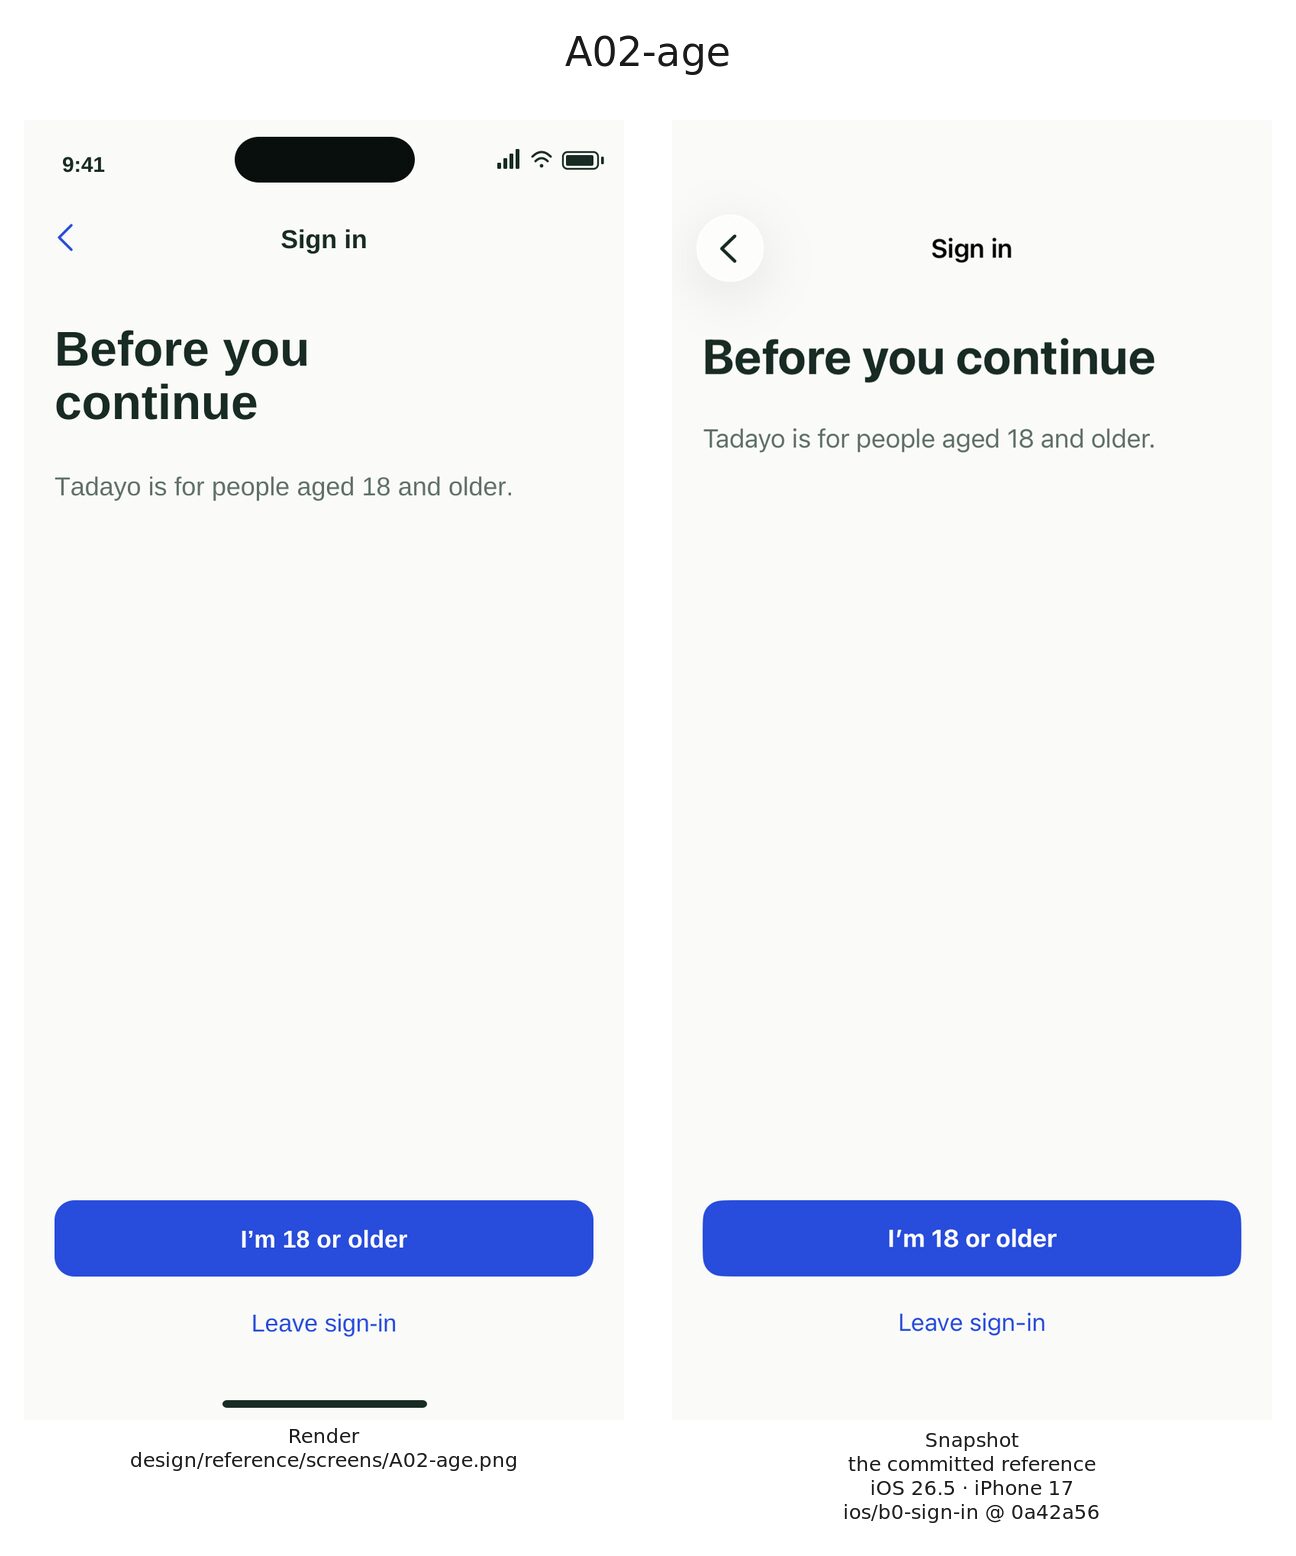 A02-age
9:41
Sign in
Before you
continue
Tadayo is for people aged 18 and older.
I’m 18 or older
Leave sign-in
Render
design/reference/screens/A02-age.png
Sign in
Before you continue
Tadayo is for people aged 18 and older.
I’m 18 or older
Leave sign-in
Snapshot
the committed reference
iOS 26.5 · iPhone 17
ios/b0-sign-in @ 0a42a56